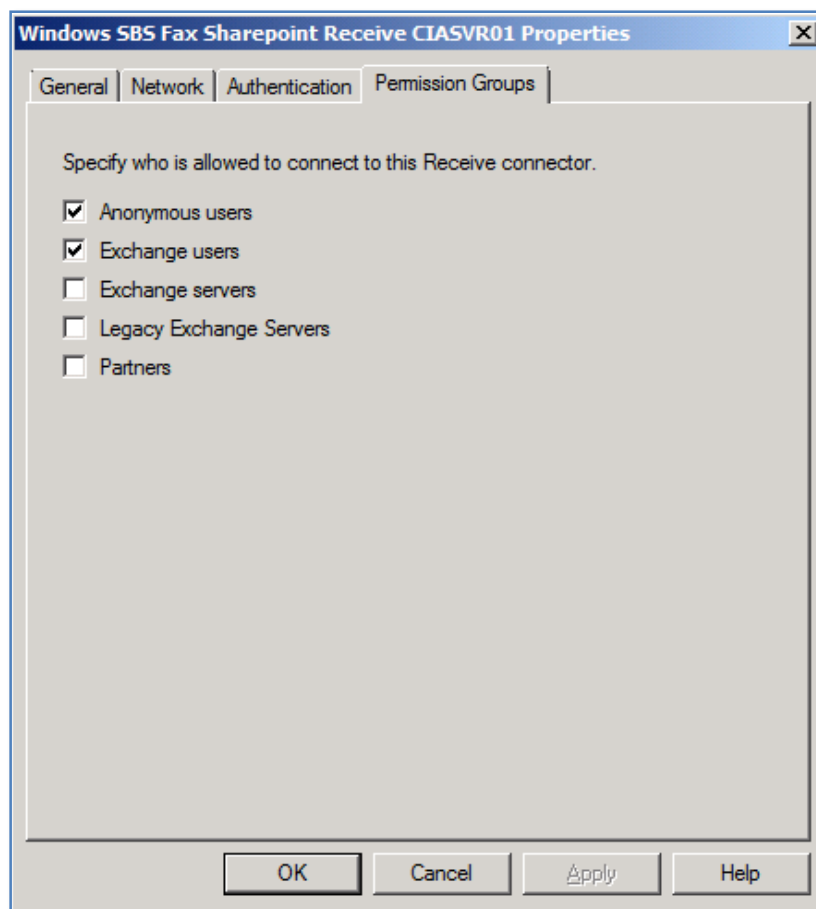 Windows SBS Fax Sharepoint Receive CIASVR01 Properties
General Network Authentication Permission Groups
Specify who is allowed to connect to this Receive connector.
Anonymous users
Exchange users
Exchange servers
Legacy Exchange Servers
Partners
OK Cancel Apply Help